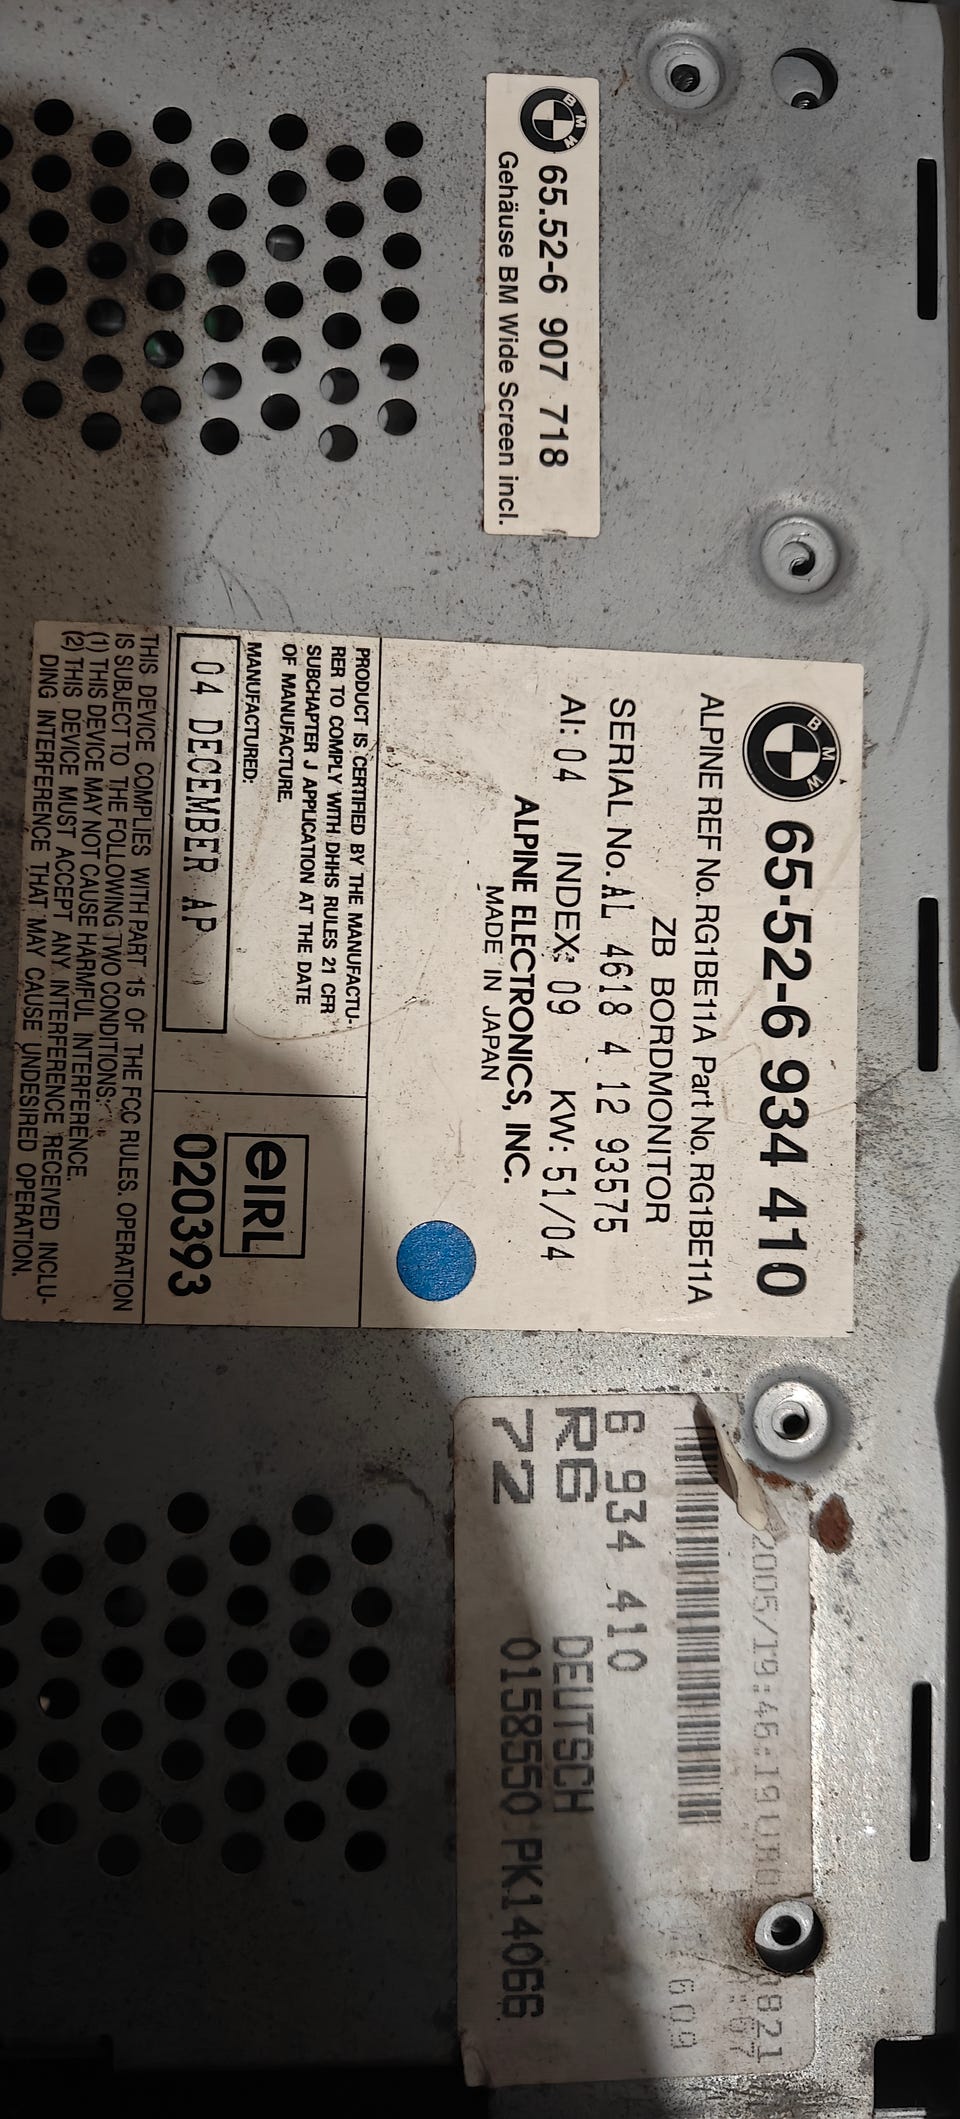 BMW
65.52-6 907 718
Gehäuse BM Wide Screen incl.
BMW
65·52-6 934 410
ALPINE REF No. RG1BE11A Part No. RG1BE11A
ZB BORDMONITOR
SERIAL No. AL 4618 4 12 93575
AI: 04 INDEX: 09 KW: 51/04
ALPINE ELECTRONICS, INC.
MADE IN JAPAN
PRODUCT IS CERTIFIED BY THE MANUFACTU-
RER TO COMPLY WITH DHHS RULES 21 CFR
SUBCHAPTER J APPLICATION AT THE DATE
OF MANUFACTURE.
MANUFACTURED:
04 DECEMBER AP
eIRL
020393
THIS DEVICE COMPLIES WITH PART 15 OF THE FCC RULES. OPERATION
IS SUBJECT TO THE FOLLOWING TWO CONDITIONS:
(1) THIS DEVICE MAY NOT CAUSE HARMFUL INTERFERENCE.
(2) THIS DEVICE MUST ACCEPT ANY INTERFERENCE RECEIVED INCLU-
DING INTERFERENCE THAT MAY CAUSE UNDESIRED OPERATION.
2005/19:46:19
6 934 410
R6 DEUTSCH
72 0158550 PK14066